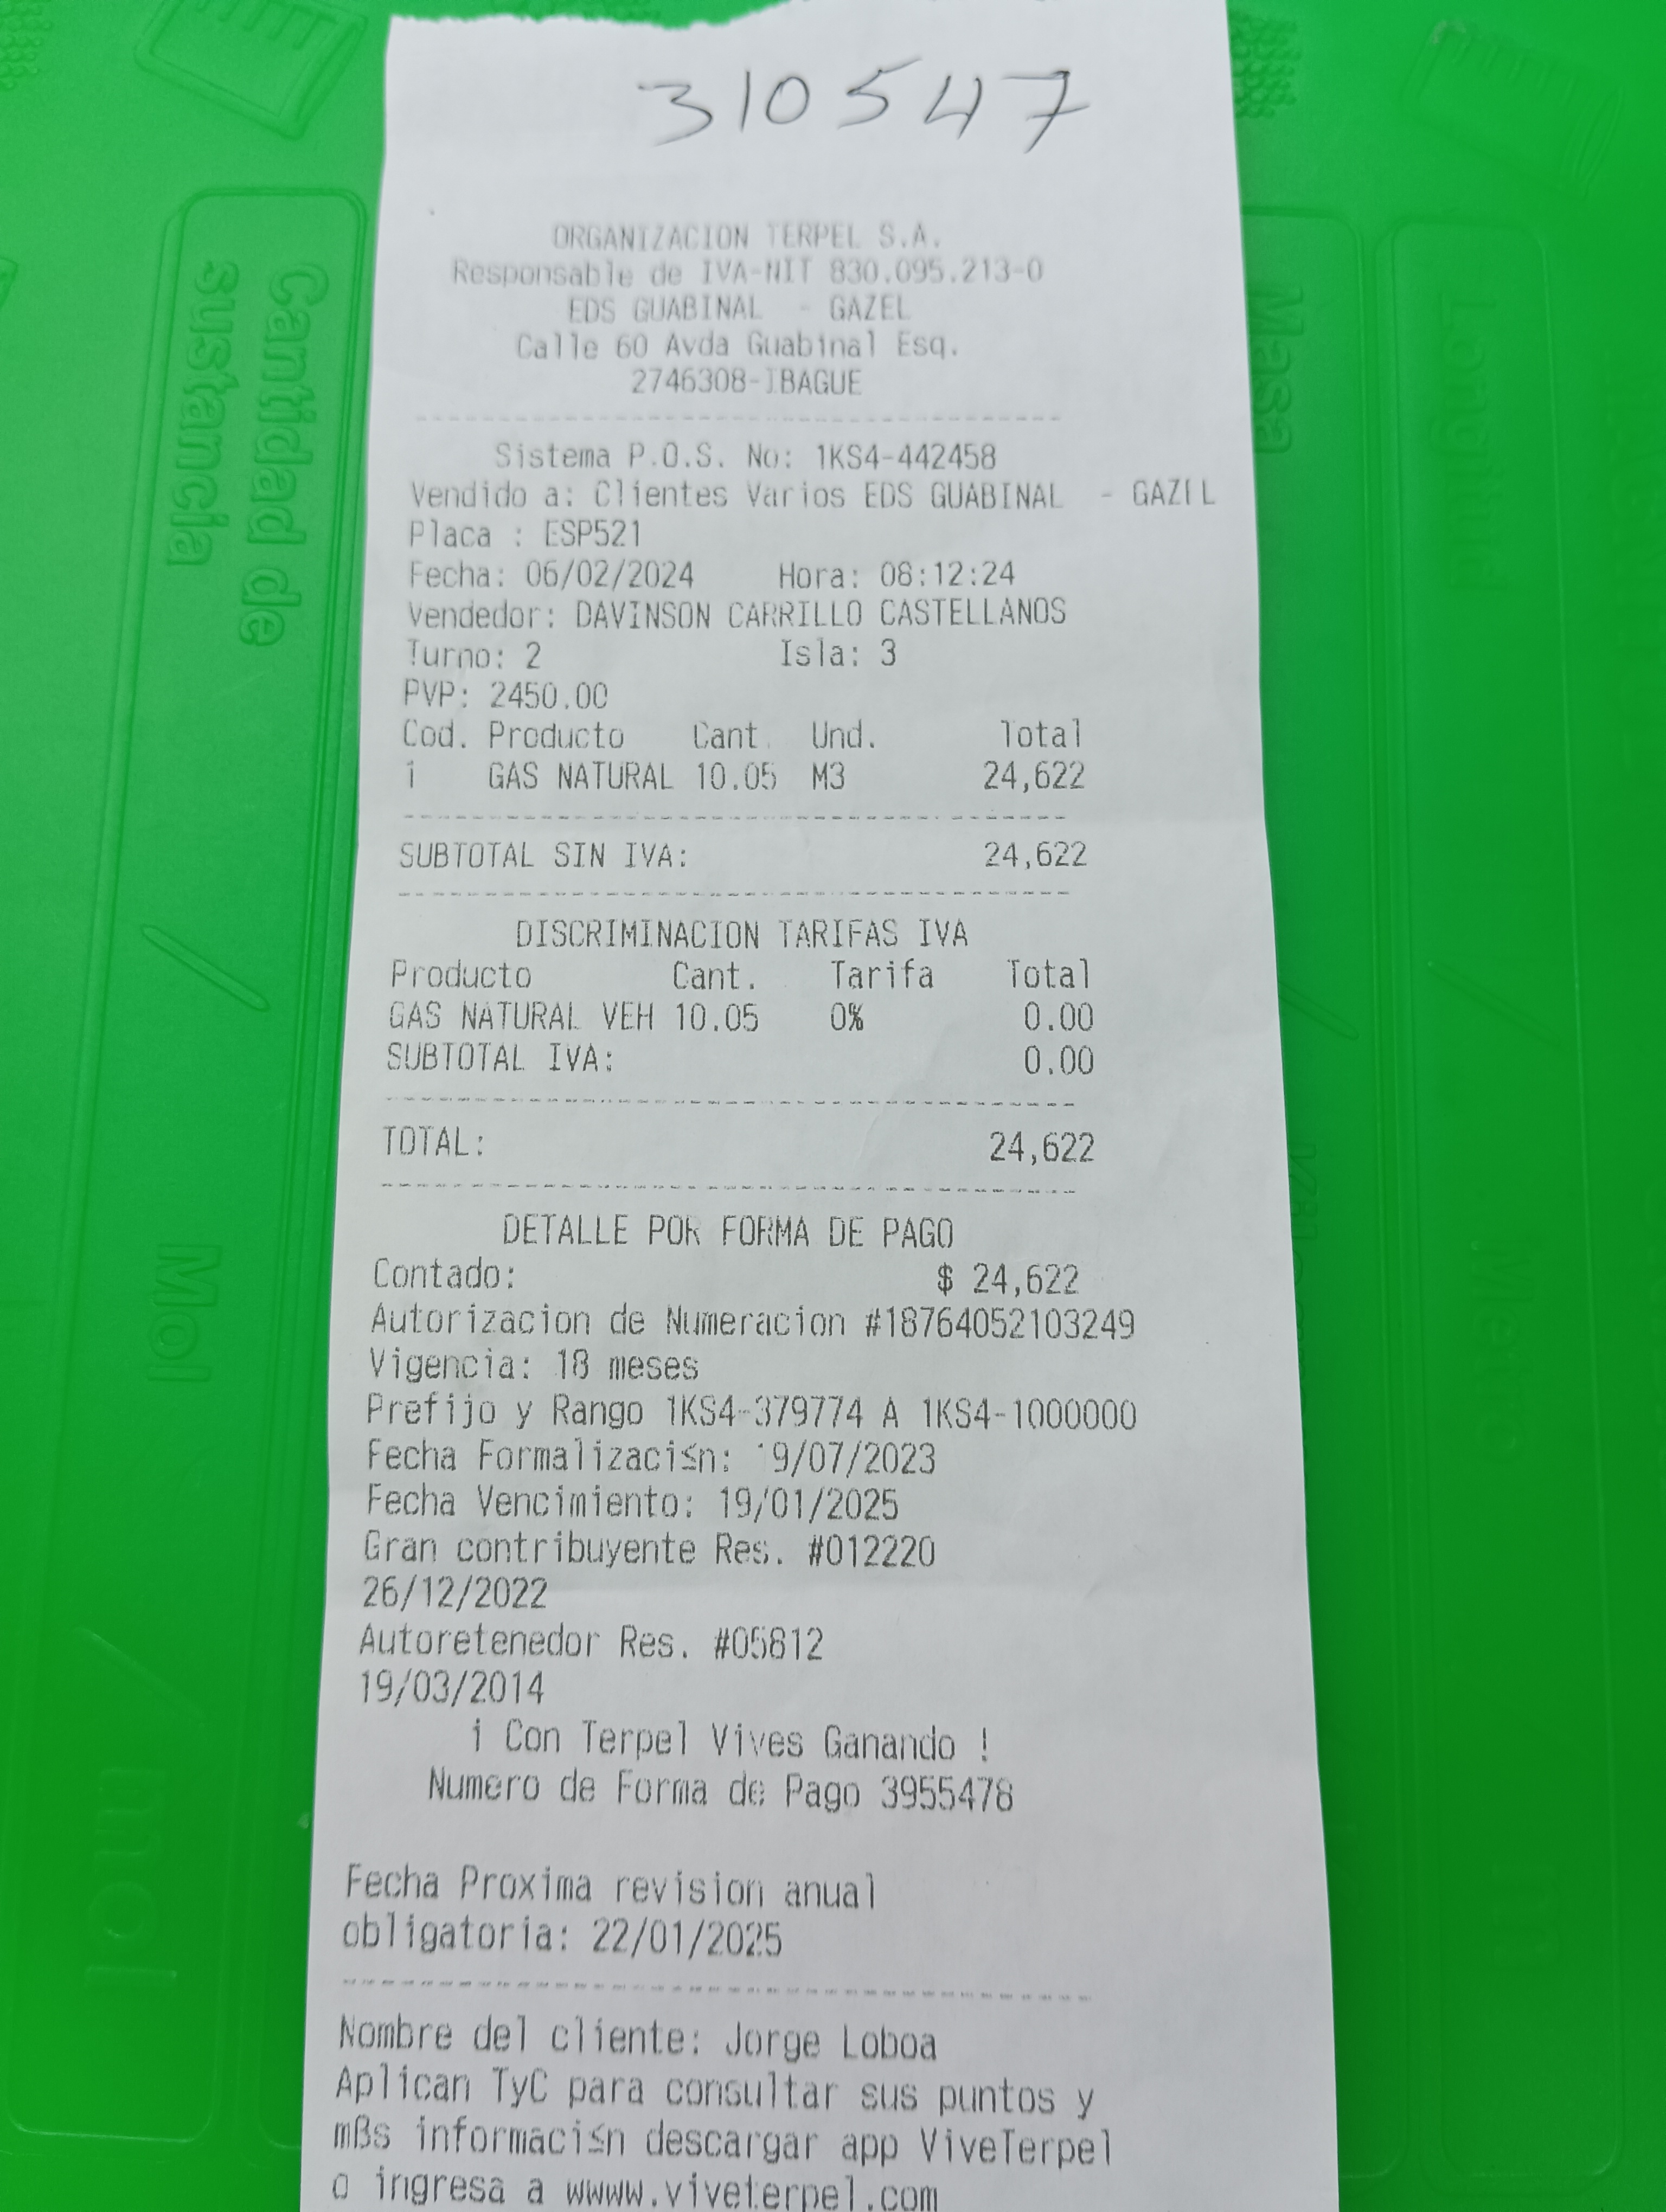 310547
ORGANIZACION TERPEL S.A.
Responsable de IVA-NIT 830.095.213-0
EDS GUABINAL - GAZEL
Calle 60 Avda Guabinal Esq.
2746308-IBAGUE
Sistema P.O.S. No: 1KS4-442458
Vendido a: Clientes Varios EDS GUABINAL - GAZEL
Placa : ESP521
Fecha: 06/02/2024 Hora: 08:12:24
Vendedor: DAVINSON CARRILLO CASTELLANOS
Turno: 2 Isla: 3
PVP: 2450.00
Cod. Producto Cant. Und. Total
1 GAS NATURAL 10.05 M3 24,622
SUBTOTAL SIN IVA: 24,622
DISCRIMINACION TARIFAS IVA
Producto Cant. Tarifa Total
GAS NATURAL VEH 10.05 0% 0.00
SUBTOTAL IVA: 0.00
TOTAL: 24,622
DETALLE POR FORMA DE PAGO
Contado: $ 24,622
Autorizacion de Numeracion #18764052103249
Vigencia: 18 meses
Prefijo y Rango 1KS4-379774 A 1KS4-1000000
Fecha Formalizaci≤n: 19/07/2023
Fecha Vencimiento: 19/01/2025
Gran contribuyente Res. #012220
26/12/2022
Autoretenedor Res. #05812
19/03/2014
¡ Con Terpel Vives Ganando !
Numero de Forma de Pago 3955478
Fecha Proxima revision anual
obligatoria: 22/01/2025
Nombre del cliente: Jorge Loboa
Aplican TyC para consultar sus puntos y
mßs informaci≤n descargar app ViveTerpel
o ingresa a wwww.viveterpel.com
Cantidad de
sustancia
Mol
/mol
Masa
Longitud
/
Metro
m